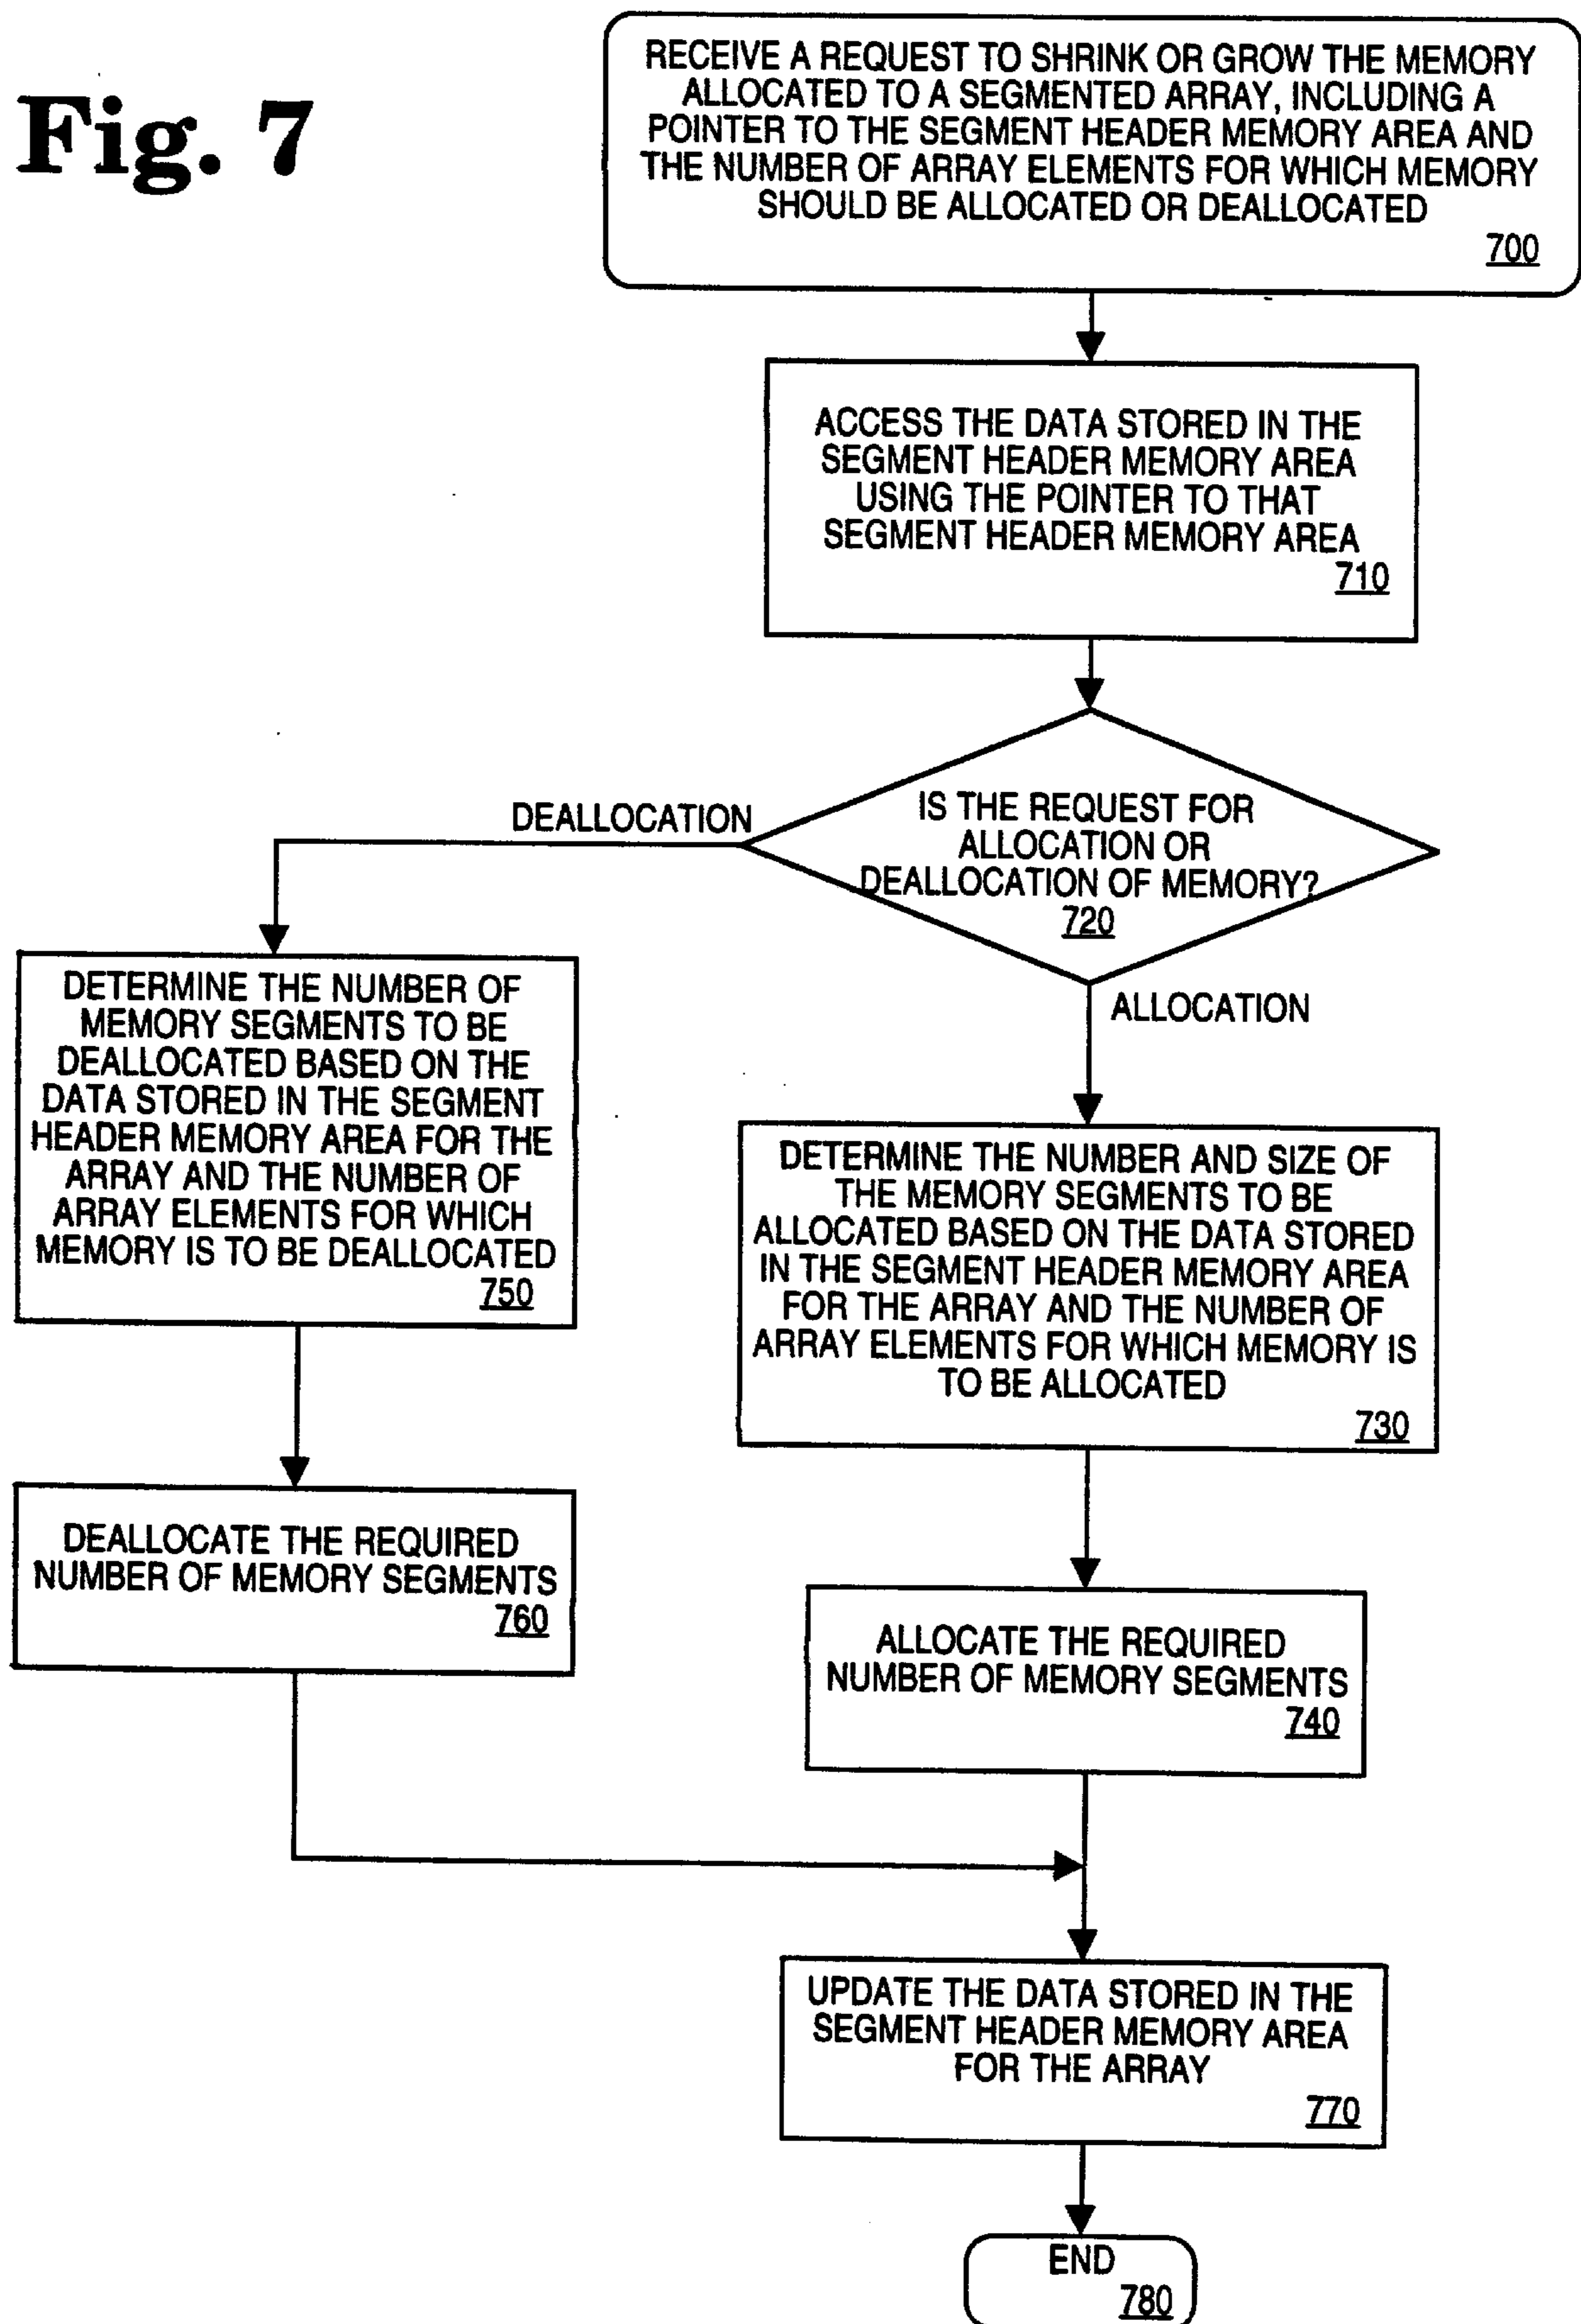 Fig. 7
RECEIVE A REQUEST TO SHRINK OR GROW THE MEMORY
ALLOCATED TO A SEGMENTED ARRAY, INCLUDING A
POINTER TO THE SEGMENT HEADER MEMORY AREA AND
THE NUMBER OF ARRAY ELEMENTS FOR WHICH MEMORY
SHOULD BE ALLOCATED OR DEALLOCATED
700
ACCESS THE DATA STORED IN THE
SEGMENT HEADER MEMORY AREA
USING THE POINTER TO THAT
SEGMENT HEADER MEMORY AREA
710
IS THE REQUEST FOR
ALLOCATION OR
DEALLOCATION OF MEMORY?
720
DEALLOCATION
ALLOCATION
DETERMINE THE NUMBER OF
MEMORY SEGMENTS TO BE
DEALLOCATED BASED ON THE
DATA STORED IN THE SEGMENT
HEADER MEMORY AREA FOR THE
ARRAY AND THE NUMBER OF
ARRAY ELEMENTS FOR WHICH
MEMORY IS TO BE DEALLOCATED
750
DETERMINE THE NUMBER AND SIZE OF
THE MEMORY SEGMENTS TO BE
ALLOCATED BASED ON THE DATA STORED
IN THE SEGMENT HEADER MEMORY AREA
FOR THE ARRAY AND THE NUMBER OF
ARRAY ELEMENTS FOR WHICH MEMORY IS
TO BE ALLOCATED
730
DEALLOCATE THE REQUIRED
NUMBER OF MEMORY SEGMENTS
760
ALLOCATE THE REQUIRED
NUMBER OF MEMORY SEGMENTS
740
UPDATE THE DATA STORED IN THE
SEGMENT HEADER MEMORY AREA
FOR THE ARRAY
770
END
780